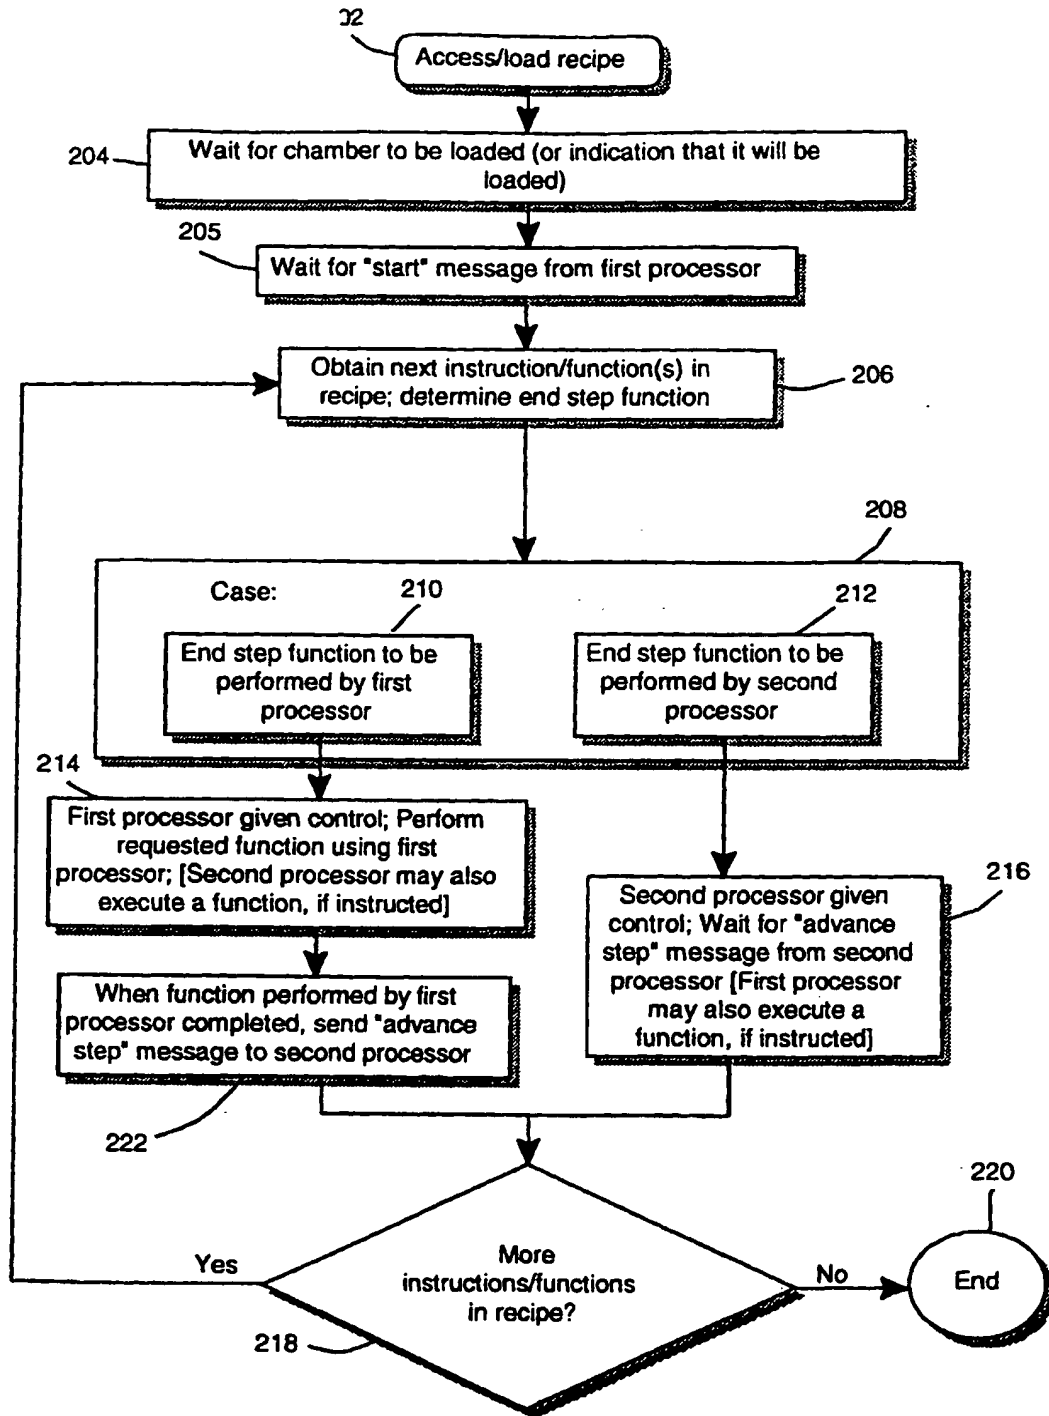 02
Access/load recipe
204
Wait for chamber to be loaded (or indication that it will be
loaded)
205
Wait for "start" message from first processor
Obtain next instruction/function(s) in
recipe; determine end step function
206
208
Case:
210
212
End step function to be
performed by first
processor
End step function to be
performed by second
processor
214
First processor given control; Perform
requested function using first
processor; [Second processor may also
execute a function, if instructed]
Second processor given
control; Wait for "advance
step" message from second
processor [First processor
may also execute a
function, if instructed]
216
When function performed by first
processor completed, send "advance
step" message to second processor
222
220
Yes
More
instructions/functions
in recipe?
No
End
218